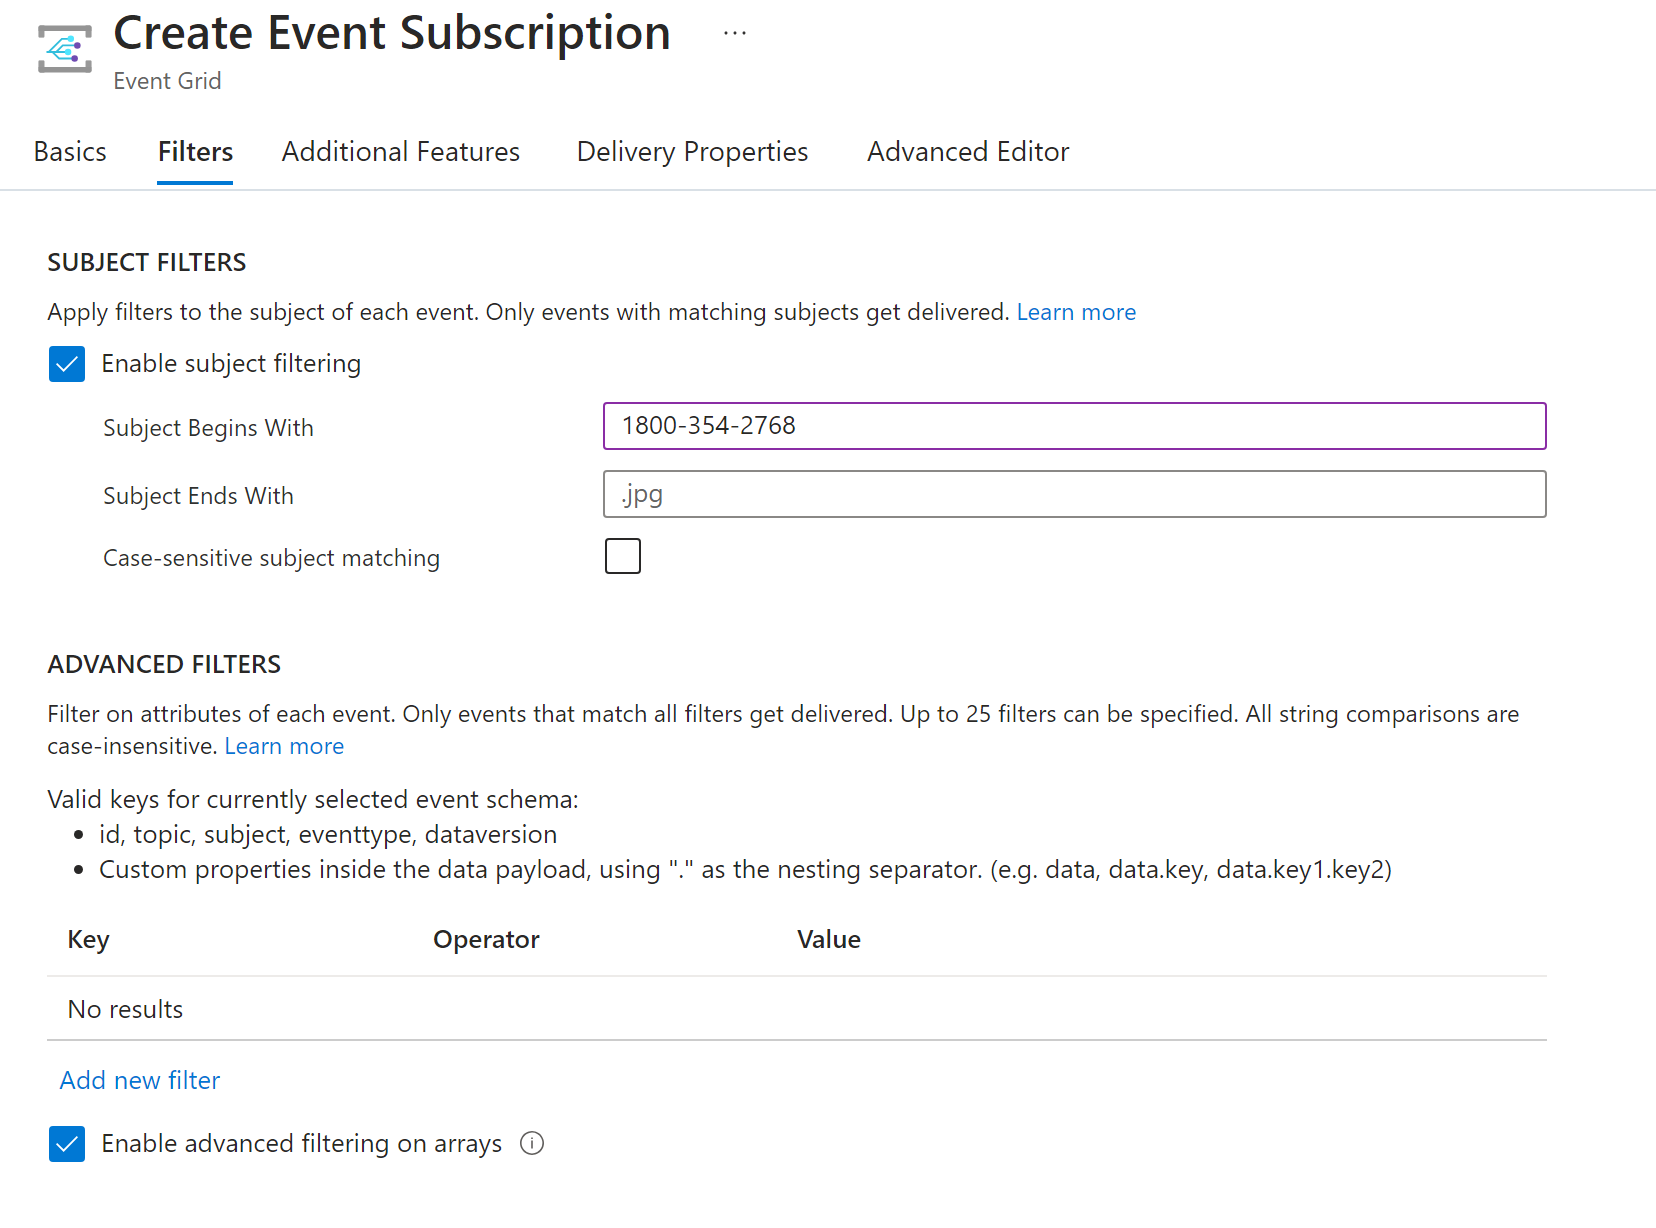 Create Event Subscription ...
Event Grid
Basics Filters Additional Features Delivery Properties Advanced Editor
SUBJECT FILTERS
Apply filters to the subject of each event. Only events with matching subjects get delivered. Learn more
Enable subject filtering
Subject Begins With 1800-354-2768
Subject Ends With .jpg
Case-sensitive subject matching
ADVANCED FILTERS
Filter on attributes of each event. Only events that match all filters get delivered. Up to 25 filters can be specified. All string comparisons are
case-insensitive. Learn more
Valid keys for currently selected event schema:
• id, topic, subject, eventtype, dataversion
• Custom properties inside the data payload, using "." as the nesting separator. (e.g. data, data.key, data.key1.key2)
Key Operator Value
No results
Add new filter
Enable advanced filtering on arrays